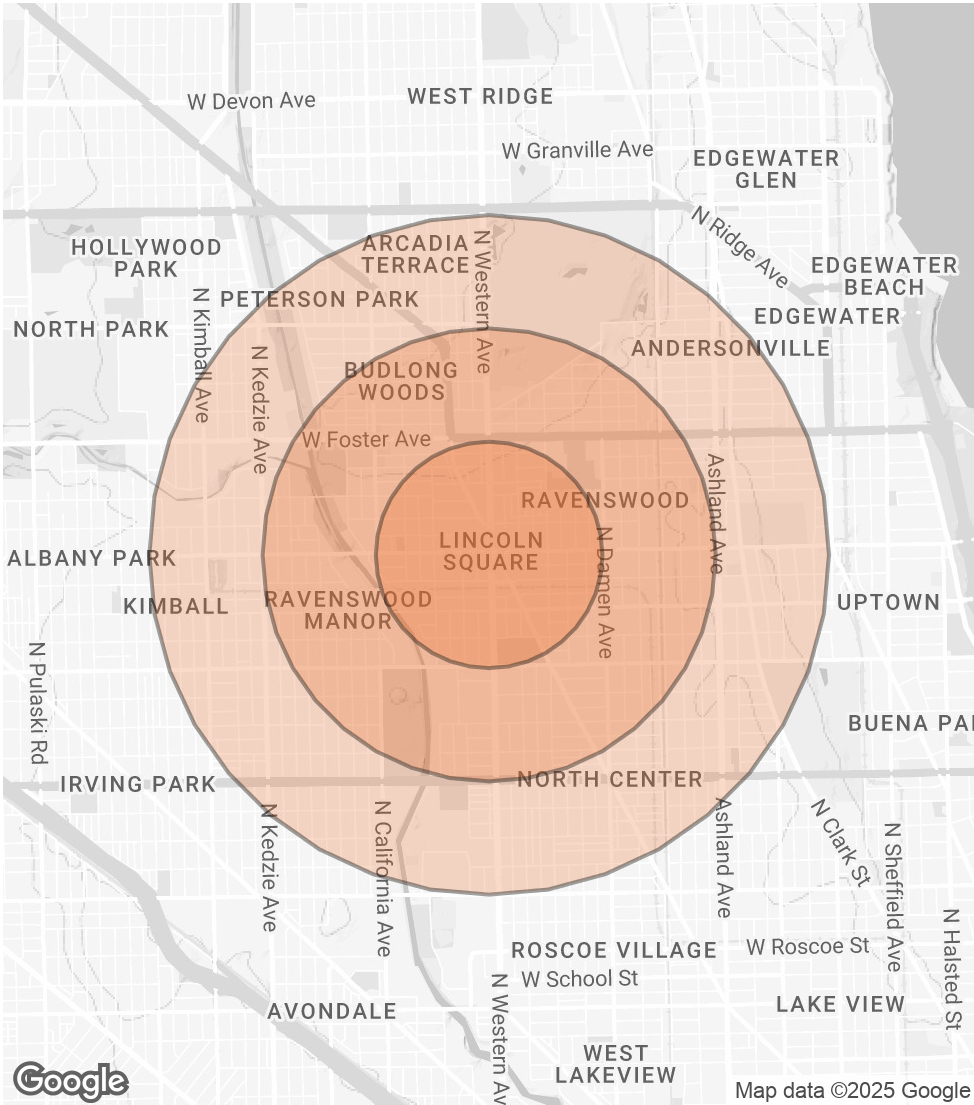 WEST RIDGE
W Devon Ave
W Granville Ave
EDGEWATER
GLEN
N Ridge Ave
HOLLYWOOD
PARK
ARCADIA
TERRACE
N Western Ave
EDGEWATER
BEACH
PETERSON PARK
N Kimball Ave
NORTH PARK
EDGEWATER
ANDERSONVILLE
N Kedzie Ave
BUDLONG
WOODS
W Foster Ave
RAVENSWOOD
Ashland Ave
LINCOLN
SQUARE
N Damen Ave
ALBANY PARK
KIMBALL
RAVENSWOOD
MANOR
UPTOWN
N Pulaski Rd
BUENA PA
IRVING PARK
NORTH CENTER
N Kedzie Ave
N California Ave
Ashland Ave
N Clark St
N Sheffield Ave
N Halsted St
ROSCOE VILLAGE
W Roscoe St
W School St
N Western Av
AVONDALE
LAKE VIEW
WEST
LAKEVIEW
Google
Map data ©2025 Google